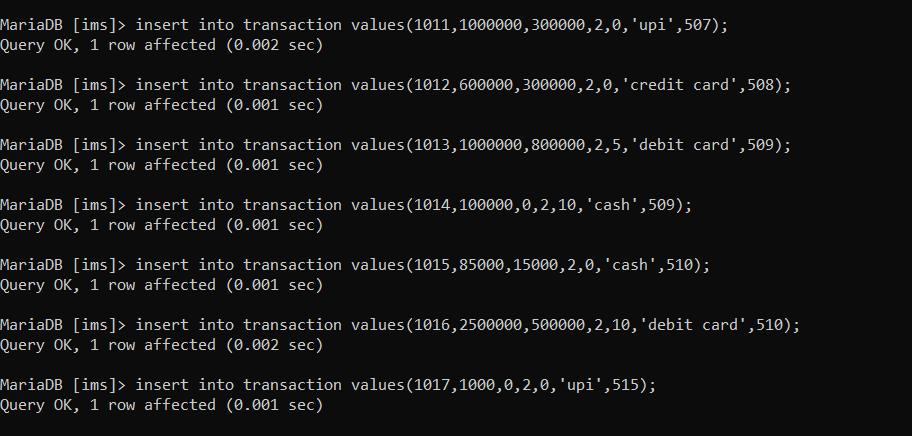 MariaDB [ims]> insert into transaction values(1011,1000000,300000,2,0,'upi',507);
Query OK, 1 row affected (0.002 sec)
MariaDB [ims]> insert into transaction values(1012,600000,300000,2,0,'credit card',508);
Query OK, 1 row affected (0.001 sec)
MariaDB [ims]> insert into transaction values(1013,1000000,800000,2,5,'debit card',509);
Query OK, 1 row affected (0.001 sec)
MariaDB [ims]> insert into transaction values(1014,100000,0,2,10,'cash',509);
Query OK, 1 row affected (0.001 sec)
MariaDB [ims]> insert into transaction values(1015,85000,15000,2,0,'cash',510);
Query OK, 1 row affected (0.001 sec)
MariaDB [ims]> insert into transaction values(1016,2500000,500000,2,10,'debit card',510);
Query OK, 1 row affected (0.002 sec)
MariaDB [ims]> insert into transaction values(1017,1000,0,2,0,'upi',515);
Query OK, 1 row affected (0.001 sec)